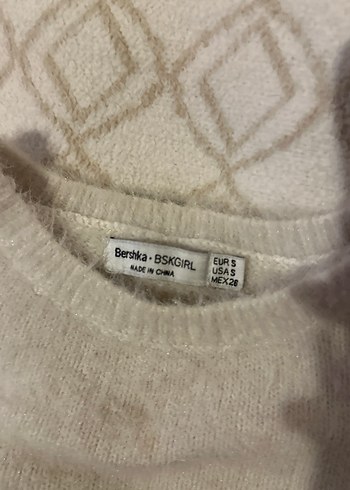 Bershka • BSKGIRL
MADE IN CHINA
EUR S
USA S
MEX 26